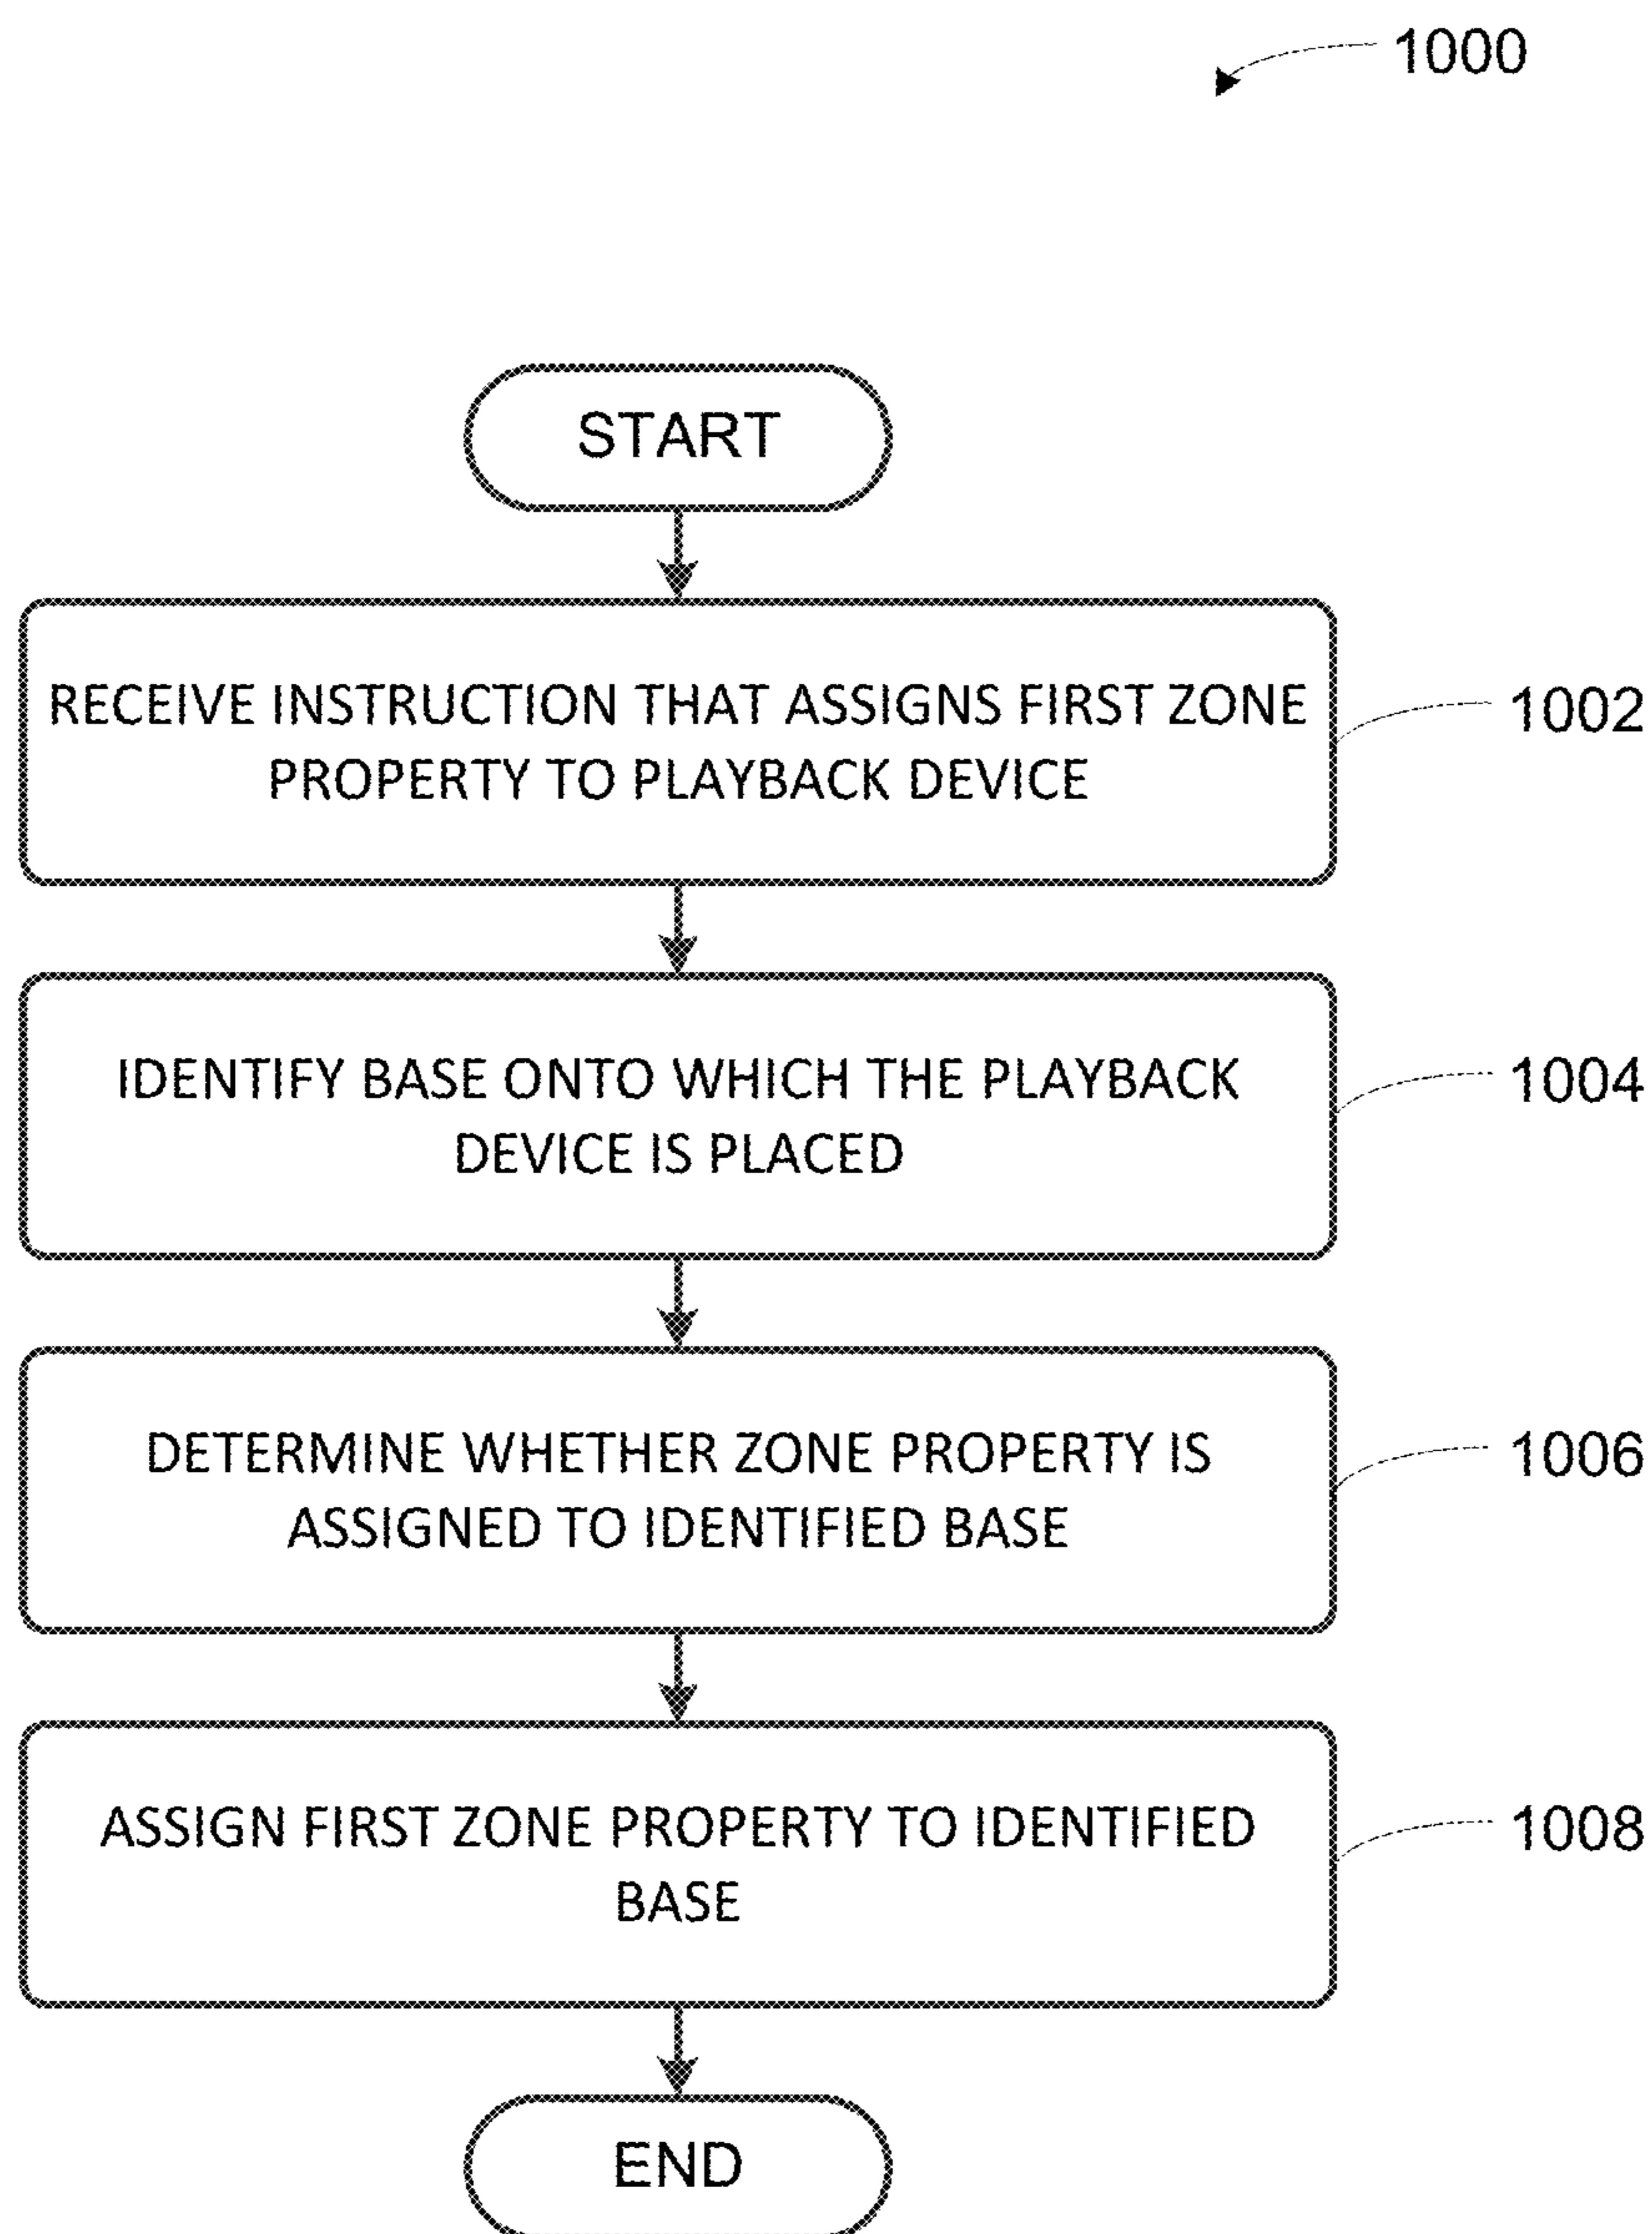 1000
START
RECEIVE INSTRUCTION THAT ASSIGNS FIRST ZONE
PROPERTY TO PLAYBACK DEVICE
1002
IDENTIFY BASE ONTO WHICH THE PLAYBACK
DEVICE IS PLACED
1004
DETERMINE WHETHER ZONE PROPERTY IS
ASSIGNED TO IDENTIFIED BASE
1006
ASSIGN FIRST ZONE PROPERTY TO IDENTIFIED
BASE
1008
END